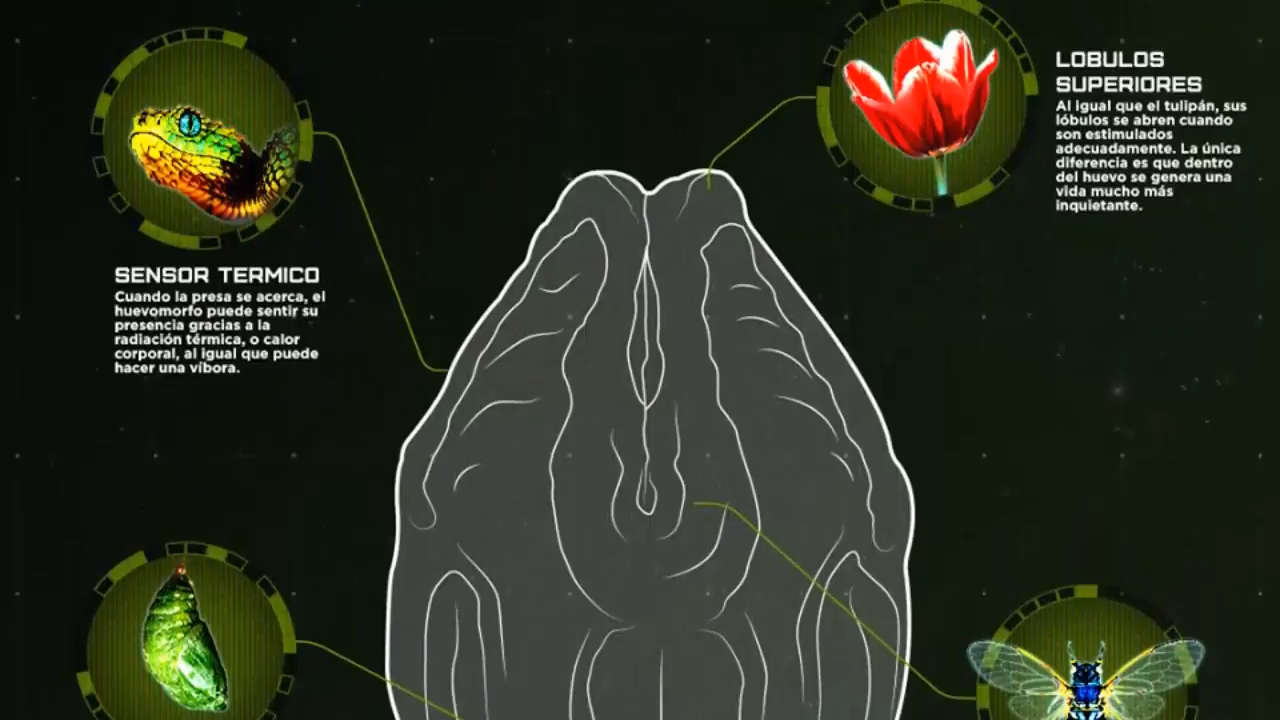 LOBULOS
SUPERIORES
Al igual que el tulipán, sus
lóbulos se abren cuando
son estimulados
adecuadamente. La única
diferencia es que dentro
del huevo se genera una
vida mucho más
inquietante.
SENSOR TERMICO
Cuando la presa se acerca, el
huevomorfo puede sentir su
presencia gracias a la
radiación térmica, o calor
corporal, al igual que puede
hacer una víbora.